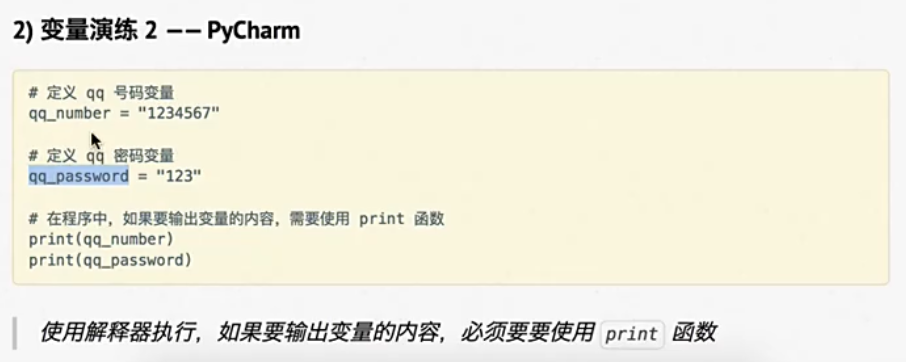 2) 变量演练 2 —— PyCharm
# 定义 qq 号码变量
qq_number = "1234567"
# 定义 qq 密码变量
qq_password = "123"
# 在程序中，如果要输出变量的内容，需要使用 print 函数
print(qq_number)
print(qq_password)
使用解释器执行，如果要输出变量的内容，必须要要使用 print 函数